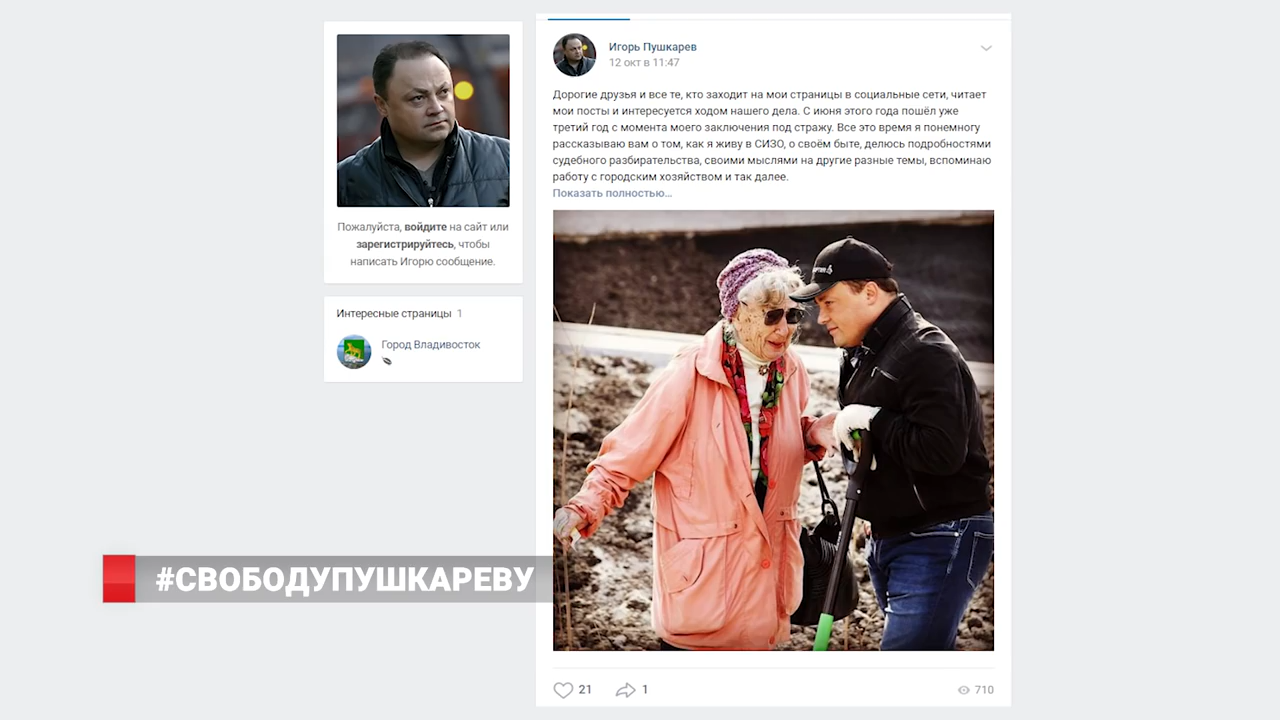 Пожалуйста, войдите на сайт или
зарегистрируйтесь, чтобы
написать Игорю сообщение.
Интересные страницы 1
Город Владивосток
Игорь Пушкарев
12 окт в 11:47
Дорогие друзья и все те, кто заходит на мои страницы в социальные сети, читает
мои посты и интересуется ходом нашего дела. С июня этого года пошёл уже
третий год с момента моего заключения под стражу. Все это время я понемногу
рассказываю вам о том, как я живу в СИЗО, о своём быте, делюсь подробностями
судебного разбирательства, своими мыслями на другие разные темы, вспоминаю
работу с городским хозяйством и так далее.
Показать полностью…
#СВОБОДУПУШКАРЕВУ
21 1 710